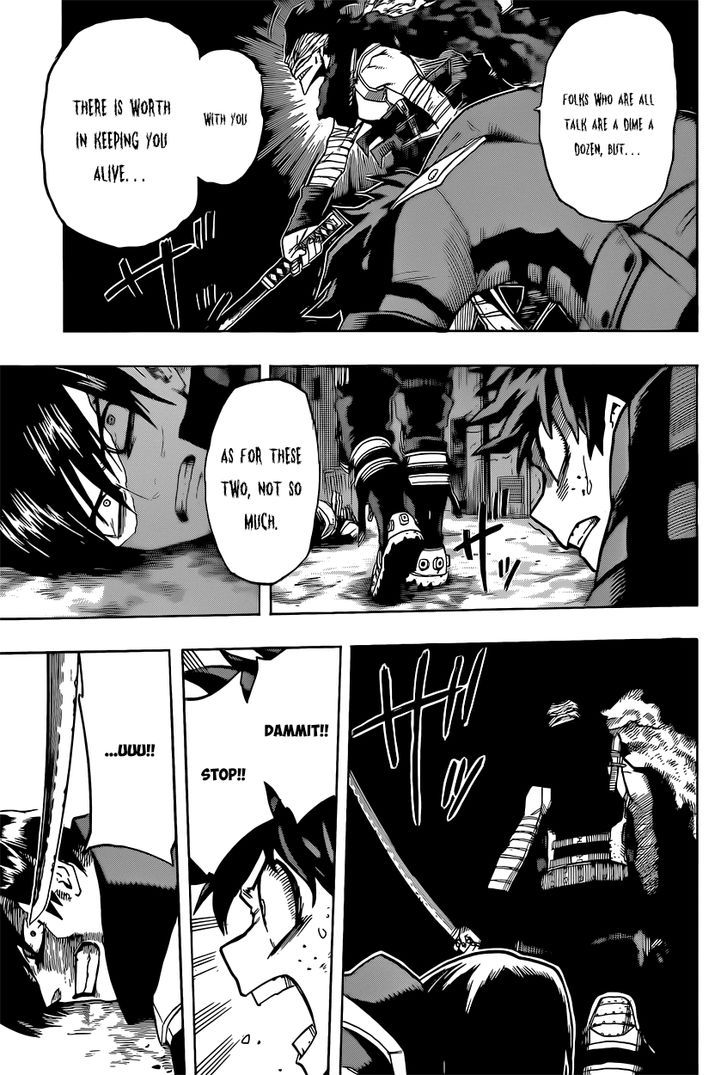 FOLKS WHO ARE ALL
TALK ARE A DIME A
DOZEN, BUT...
WITH YOU
THERE IS WORTH
IN KEEPING YOU
ALIVE...
AS FOR THESE
TWO, NOT SO
MUCH.
DAMMIT!!
STOP!!
...UUU!!